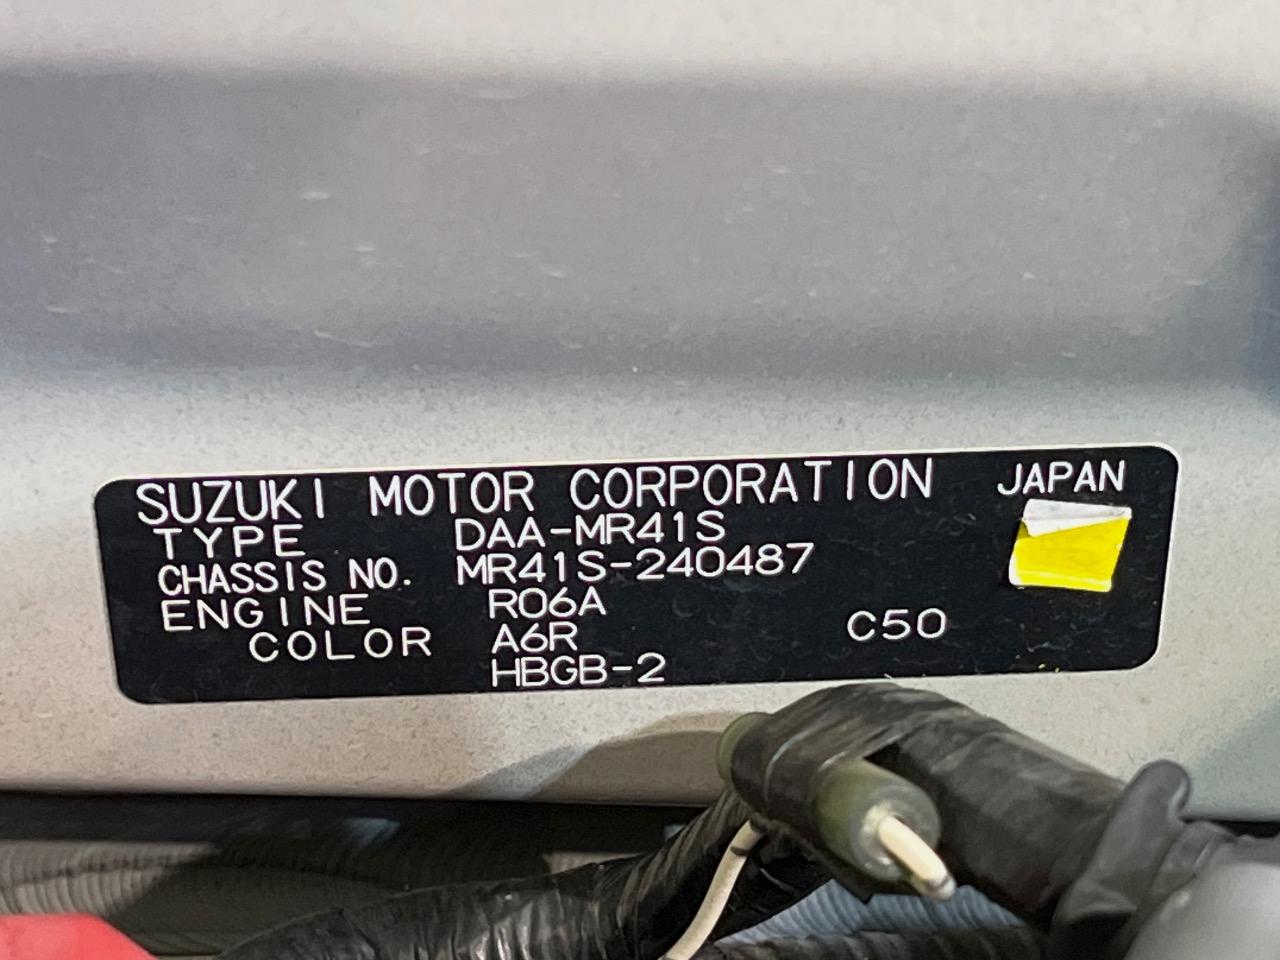 SUZUKI MOTOR CORPORATION JAPAN
TYPE DAA-MR41S
CHASSIS NO. MR41S-240487
ENGINE R06A
COLOR A6R C50
HBGB-2